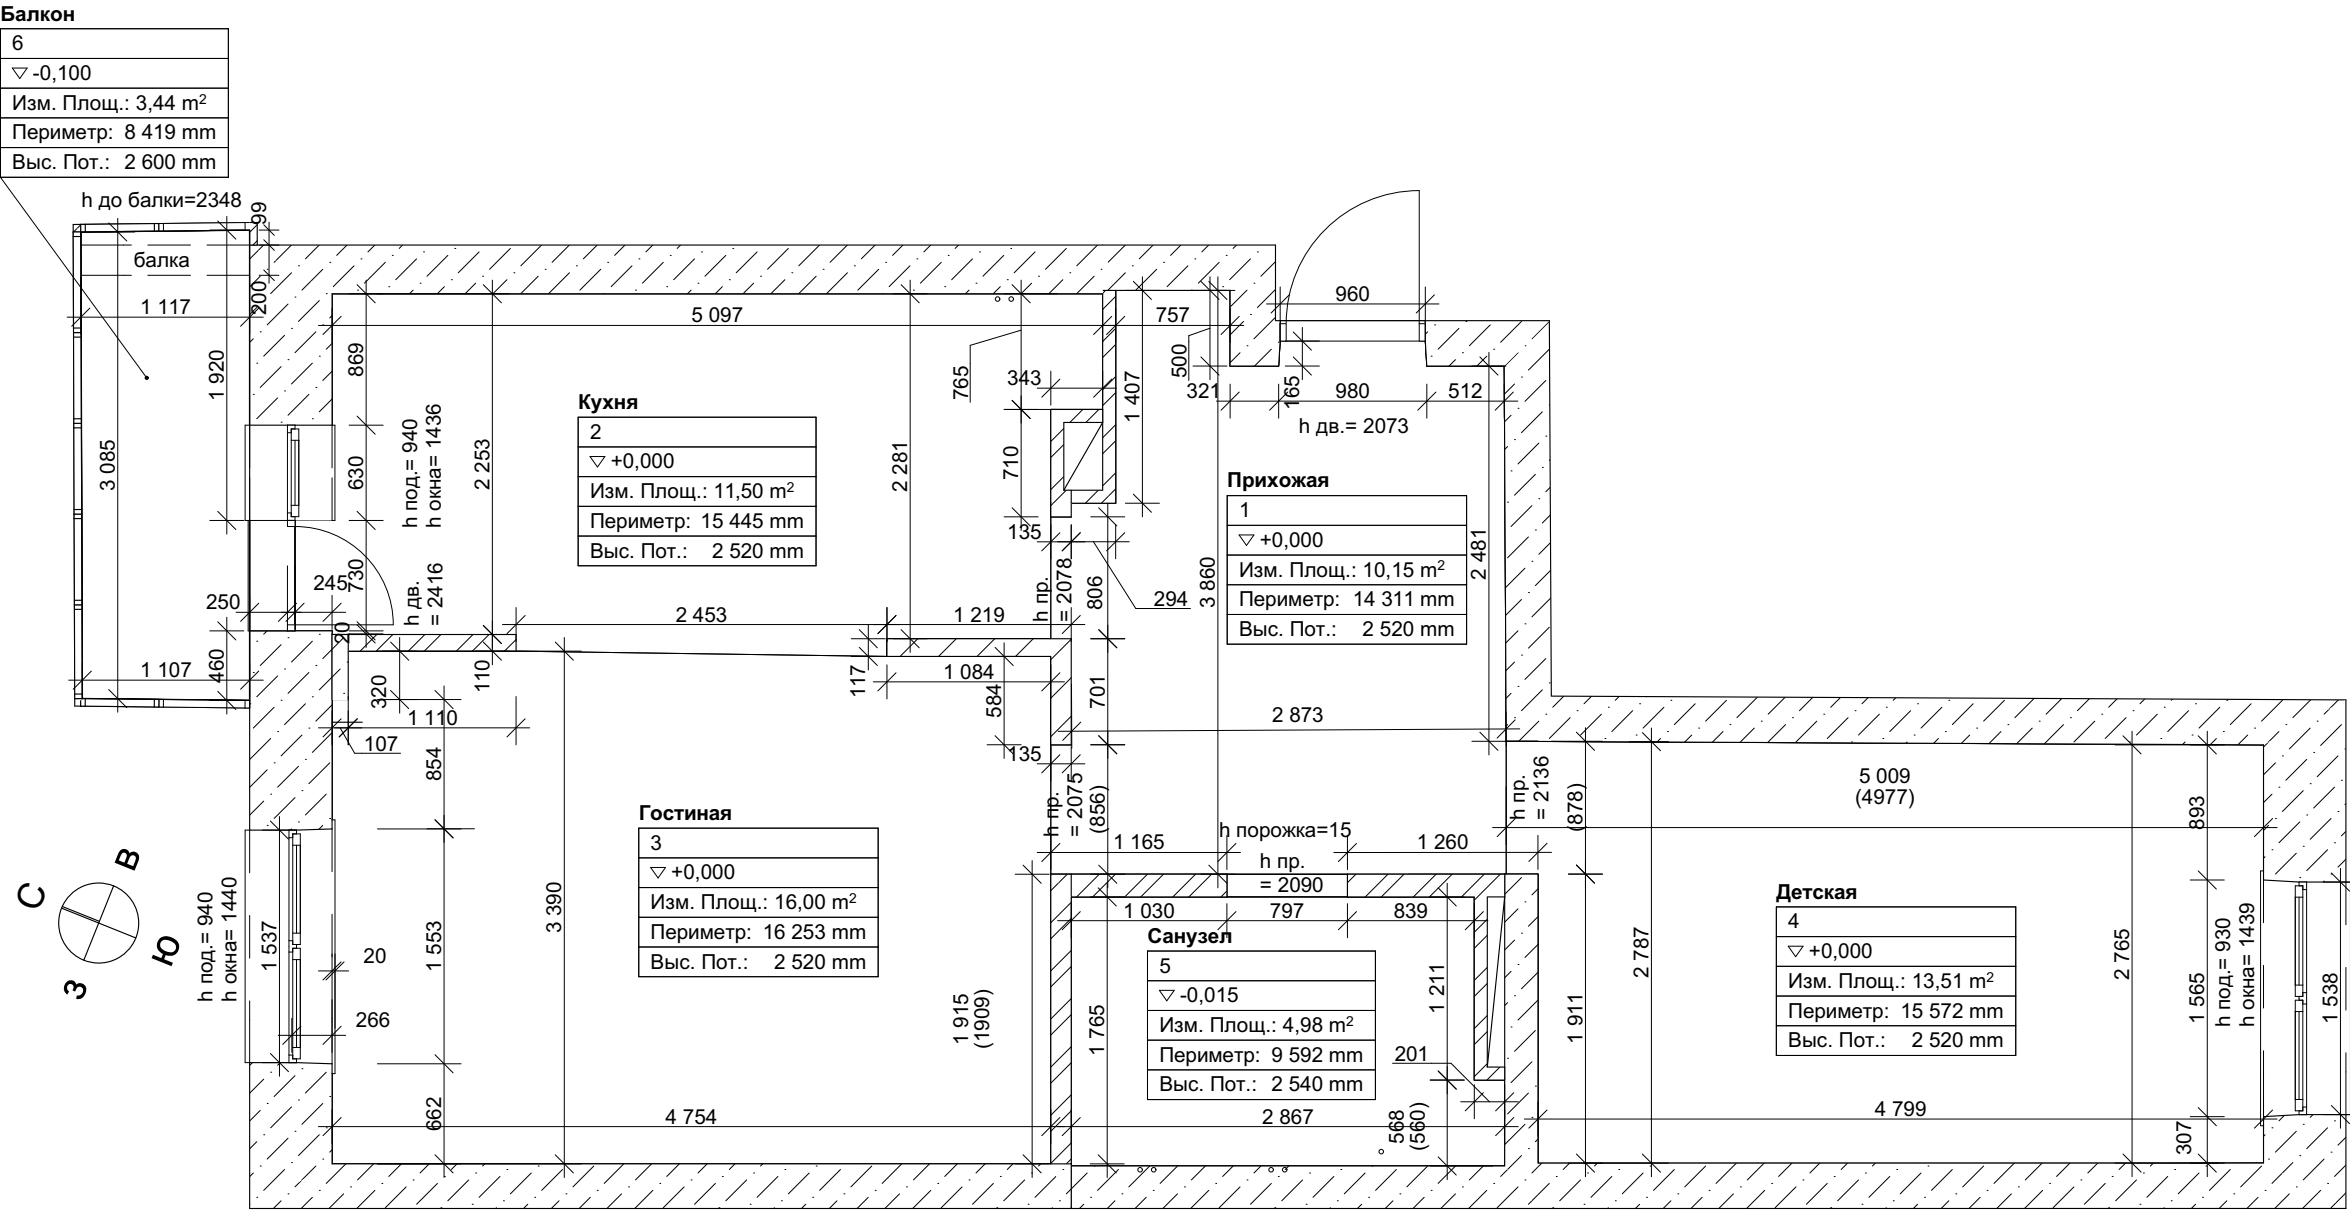 Балкон
6
-0,100
Изм. Площ.: 3,44 m²
Периметр: 8 419 mm
Выс. Пот.: 2 600 mm
h до балки=2348
99
балка
200
1 117
1 920
3 085
250
245
460
1 107
5 097
757
960
869
630
730
20
h под.= 940
h окна= 1436
h дв.
= 2416
2 253
2 281
765
343
710
1 407
500
321
165
980
512
h дв.= 2073
Кухня
2
+0,000
Изм. Площ.: 11,50 m²
Периметр: 15 445 mm
Выс. Пот.: 2 520 mm
Прихожая
1
+0,000
Изм. Площ.: 10,15 m²
Периметр: 14 311 mm
Выс. Пот.: 2 520 mm
135
h пр.
= 2078
806
294
3 860
2 481
2 453
1 219
320
110
117
1 084
584
701
1 110
107
2 873
135
854
h пр.
= 2075
(856)
h пр.
= 2136
(878)
5 009
(4977)
893
Гостиная
3
+0,000
Изм. Площ.: 16,00 m²
Периметр: 16 253 mm
Выс. Пот.: 2 520 mm
1 165
h порожка=15
1 260
h пр.
= 2090
С
В
Ю
З
h под.= 940
h окна= 1440
1 537
20
1 553
266
662
3 390
1 915
(1909)
4 754
1 030
797
839
Санузел
5
-0,015
Изм. Площ.: 4,98 m²
Периметр: 9 592 mm
Выс. Пот.: 2 540 mm
1 765
1 211
201
568
(560)
2 867
1 911
2 787
Детская
4
+0,000
Изм. Площ.: 13,51 m²
Периметр: 15 572 mm
Выс. Пот.: 2 520 mm
2 765
1 565
h под.= 930
h окна= 1439
1 538
4 799
307